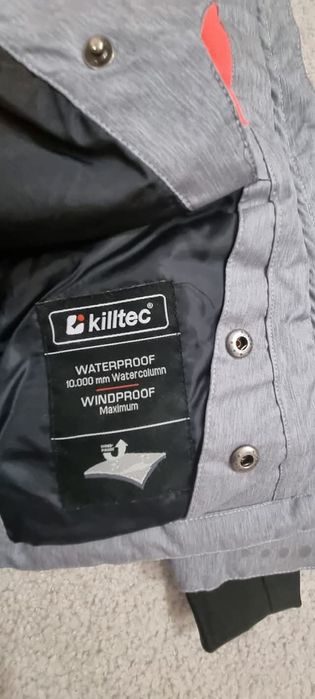 killtec®
WATERPROOF
10.000 mm Watercolumn
WINDPROOF
Maximum